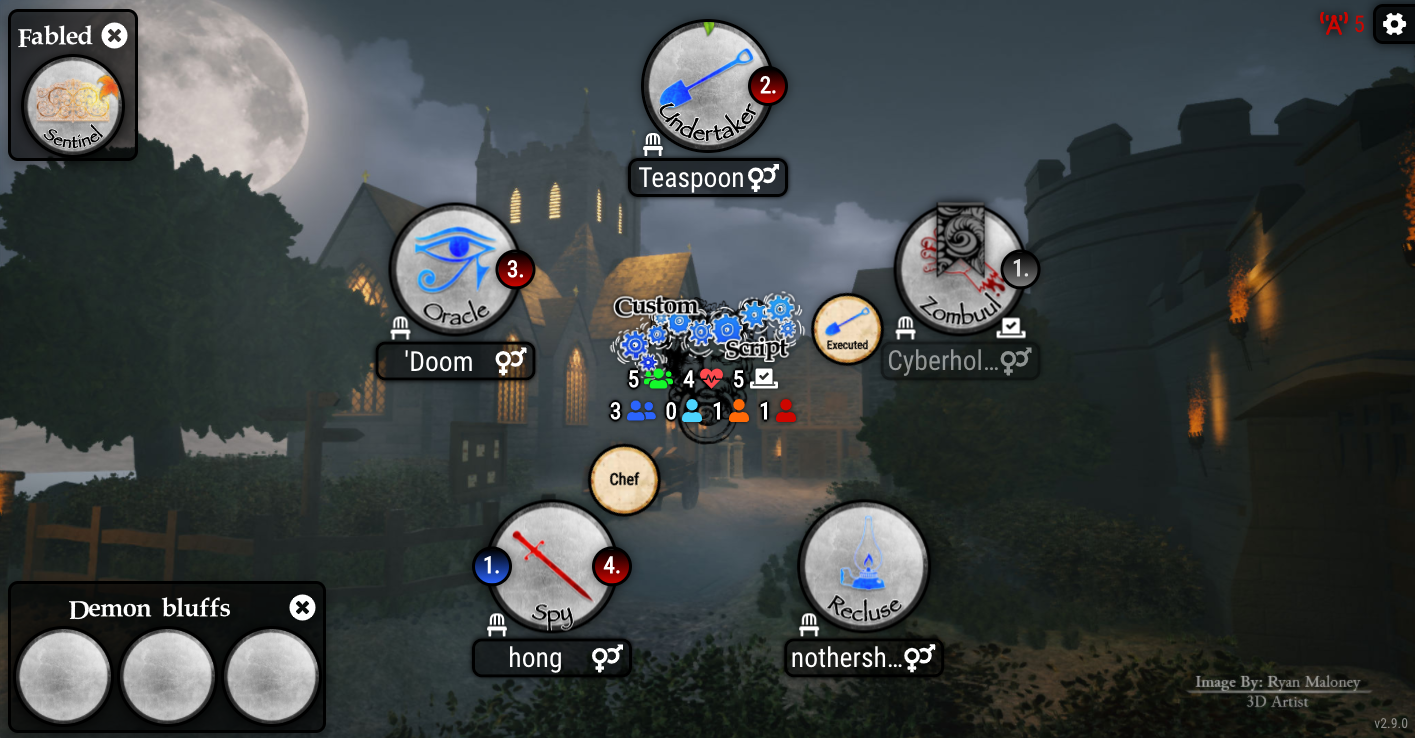 Fabled
Sentinel
5
Undertaker
2.
Teaspoon
Oracle
3.
'Doom
Zombuul
1.
Cyberhol...
Executed
Custom
Script
5 4 5
3 0 1 1
Chef
1.
Spy
4.
hong
Recluse
nothersh...
Demon bluffs
Image By: Ryan Maloney
3D Artist
v2.9.0